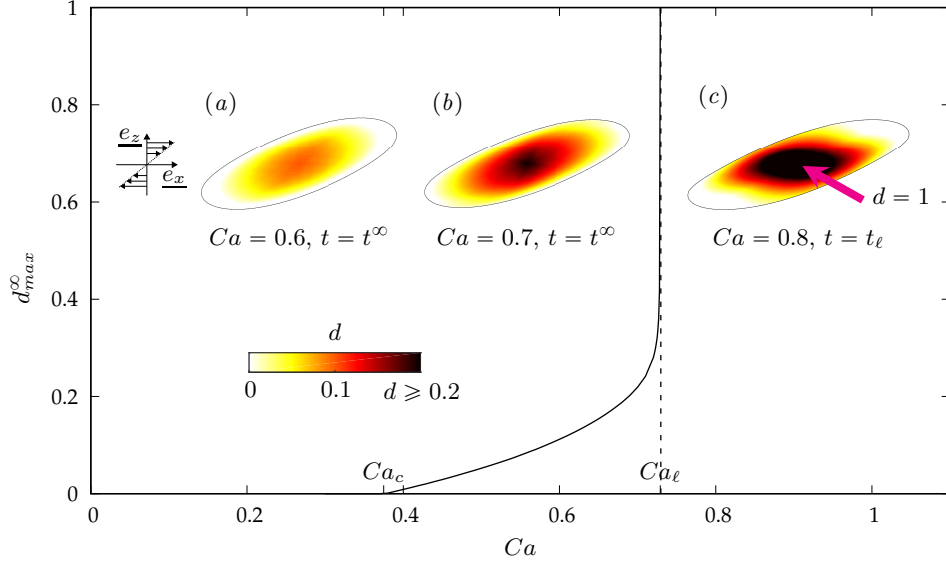 1
0.8
0.6
0.4
0.2
0
d^∞_{max}
(a)
(b)
(c)
e_z
e_x
d = 1
Ca = 0.6, t = t^∞
Ca = 0.7, t = t^∞
Ca = 0.8, t = t_ℓ
d
0 0.1 d ⩾ 0.2
Ca_c
Ca_ℓ
0 0.2 0.4 0.6 0.8 1
Ca